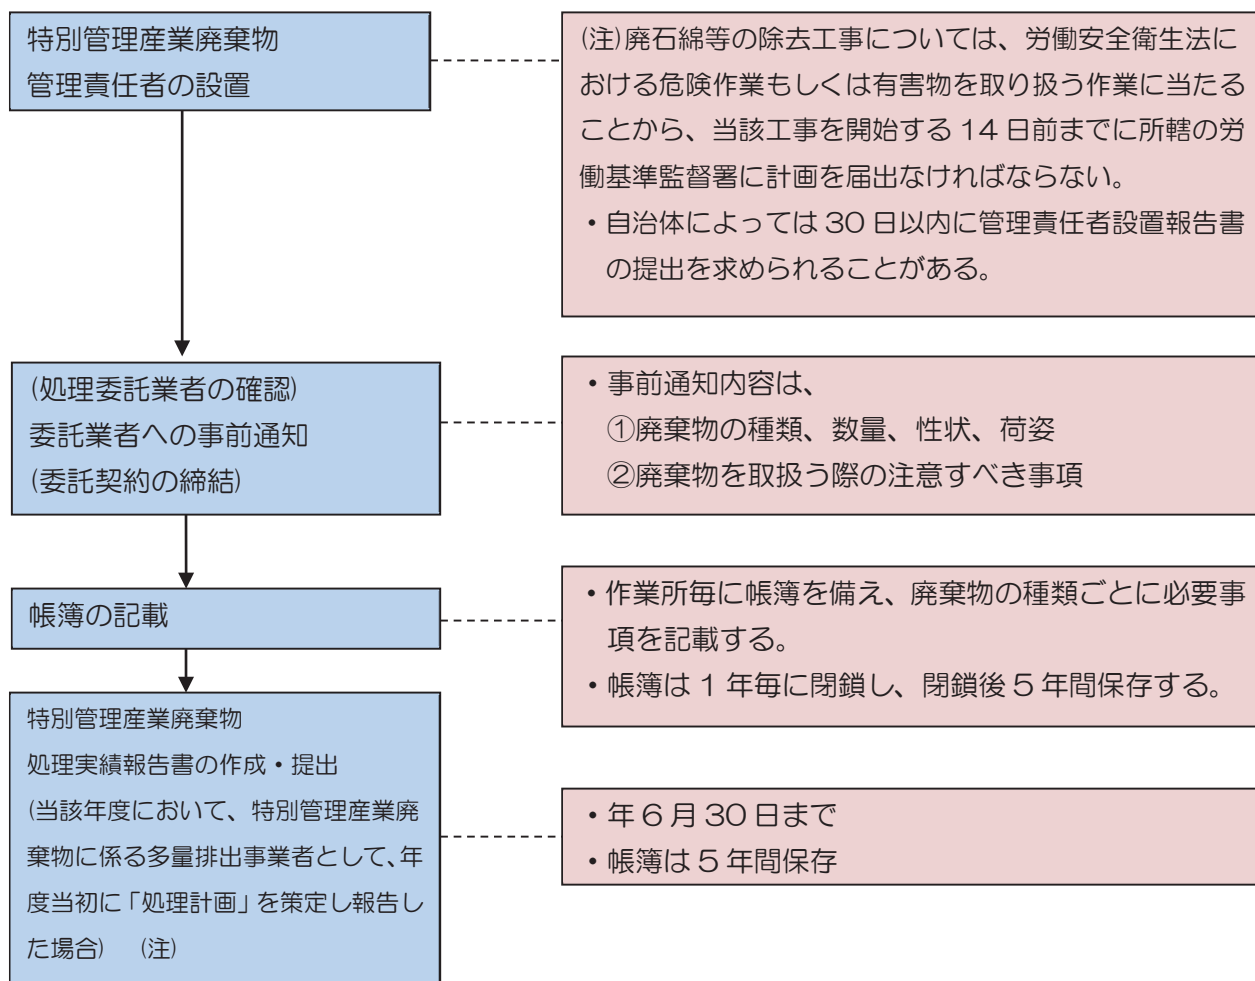 特別管理産業廃棄物
管理責任者の設置
(注)廃石綿等の除去工事については、労働安全衛生法に
おける危険作業もしくは有害物を取り扱う作業に当たる
ことから、当該工事を開始する 14 日前までに所轄の労
働基準監督署に計画を届出なければならない。
・自治体によっては 30 日以内に管理責任者設置報告書
の提出を求められることがある。
(処理委託業者の確認)
委託業者への事前通知
(委託契約の締結)
・事前通知内容は、
①廃棄物の種類、数量、性状、荷姿
②廃棄物を取扱う際の注意すべき事項
帳簿の記載
・作業所毎に帳簿を備え、廃棄物の種類ごとに必要事
項を記載する。
・帳簿は 1 年毎に閉鎖し、閉鎖後 5 年間保存する。
特別管理産業廃棄物
処理実績報告書の作成・提出
(当該年度において、特別管理産業廃
棄物に係る多量排出事業者として、年
度当初に「処理計画」を策定し報告し
た場合) (注)
・年 6 月 30 日まで
・帳簿は 5 年間保存